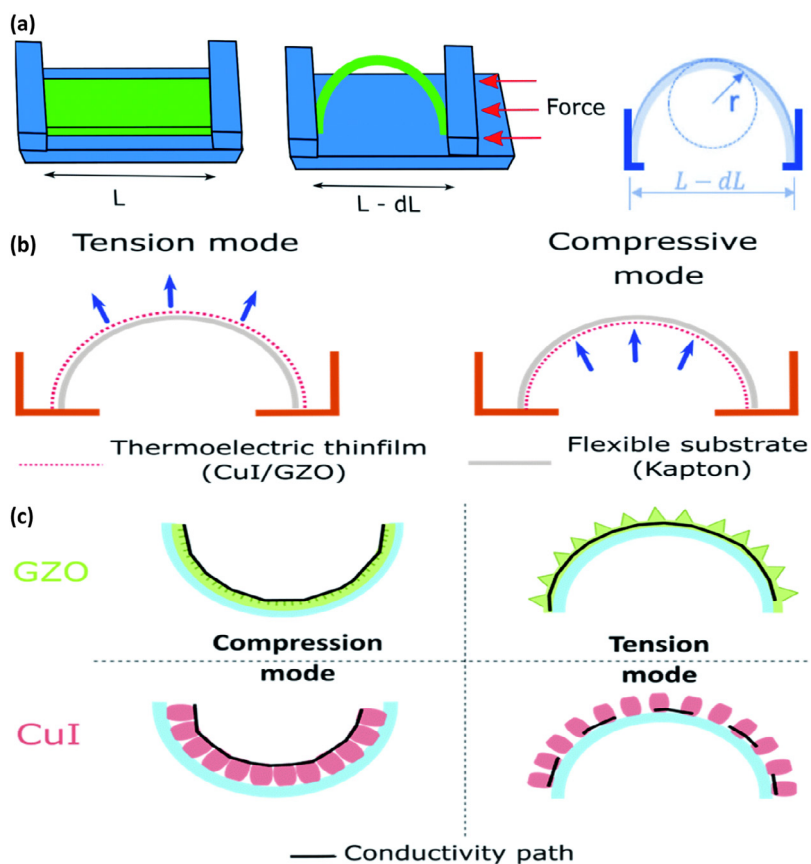 (a)
L
L - dL
Force
r
L − dL
(b)
Tension mode
Compressive
mode
Thermoelectric thinfilm
(CuI/GZO)
Flexible substrate
(Kapton)
(c)
GZO
Compression
mode
Tension
mode
CuI
Conductivity path